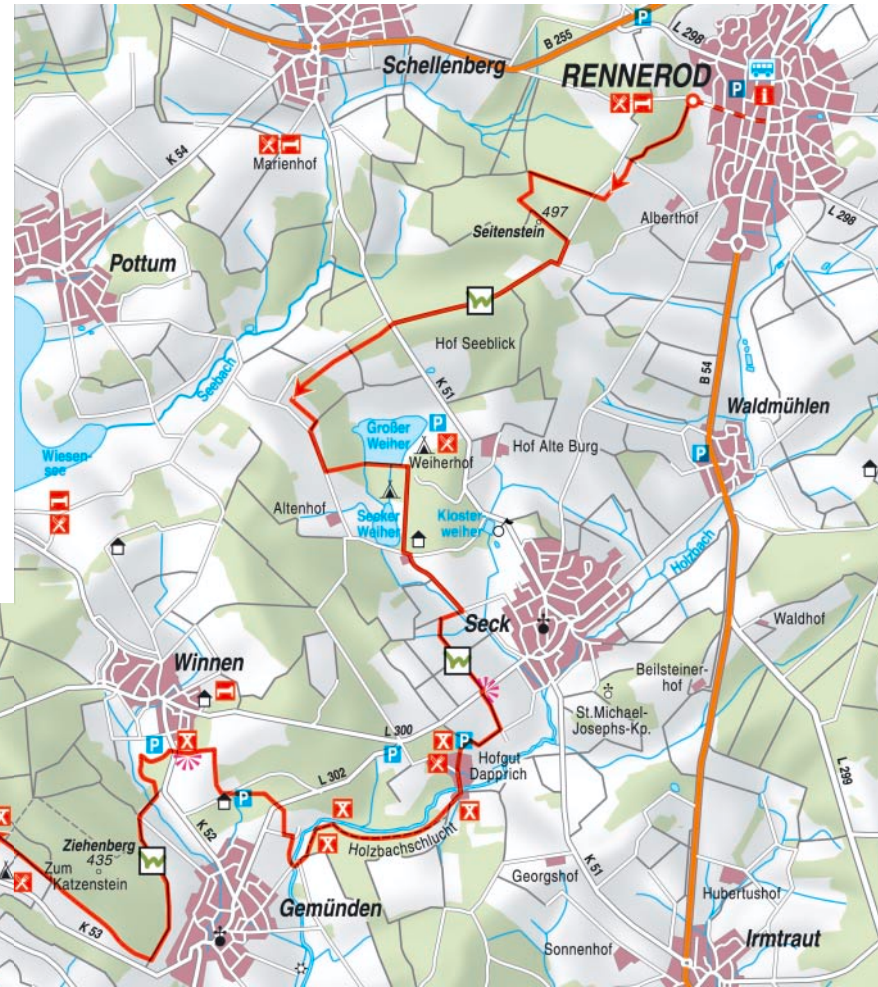 B 255
P
L 298
Schellenberg
RENNEROD
P
i
K 54
Marienhof
Alberthof
L 298
497
Seitenstein
Pottum
Hof Seeblick
Seebach
K 51
B 54
Waldmühlen
Großer
Weiher
P
Weiherhof
Hof Alte Burg
P
Wiesen-
see
Altenhof
Secker
Weiher
Kloster-
weiher
Holzbach
Seck
Waldhof
Winnen
Beilsteiner-
hof
St.Michael-
Josephs-Kp.
L 300
P
P
P
Hofgut
Dapprich
L 302
L 299
P
K 52
Holzbachschlucht
Ziehenberg
435
Zum
Katzenstein
Georgshof
K 51
Hubertushof
Gemünden
K 53
Sonnenhof
Irmtraut